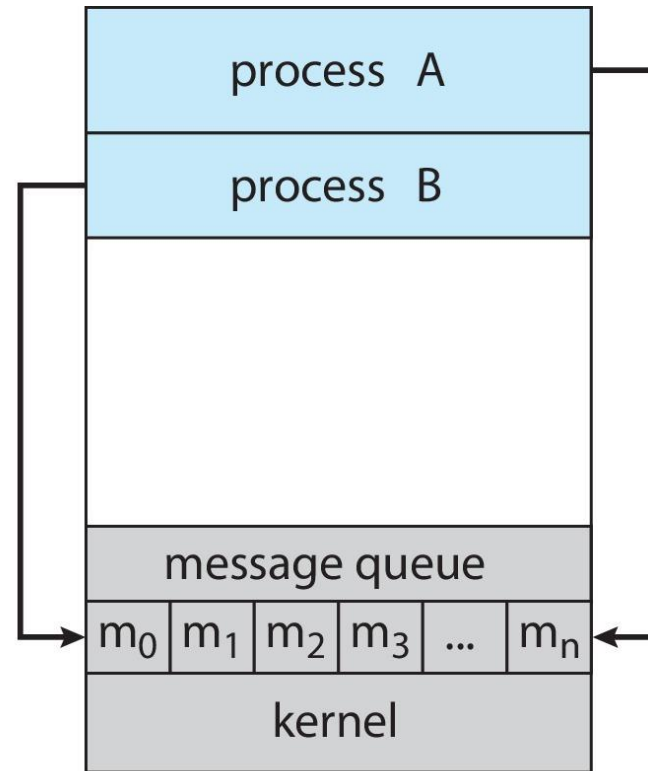 process A
process B
message queue
m₀ m₁ m₂ m₃ ... mₙ
kernel